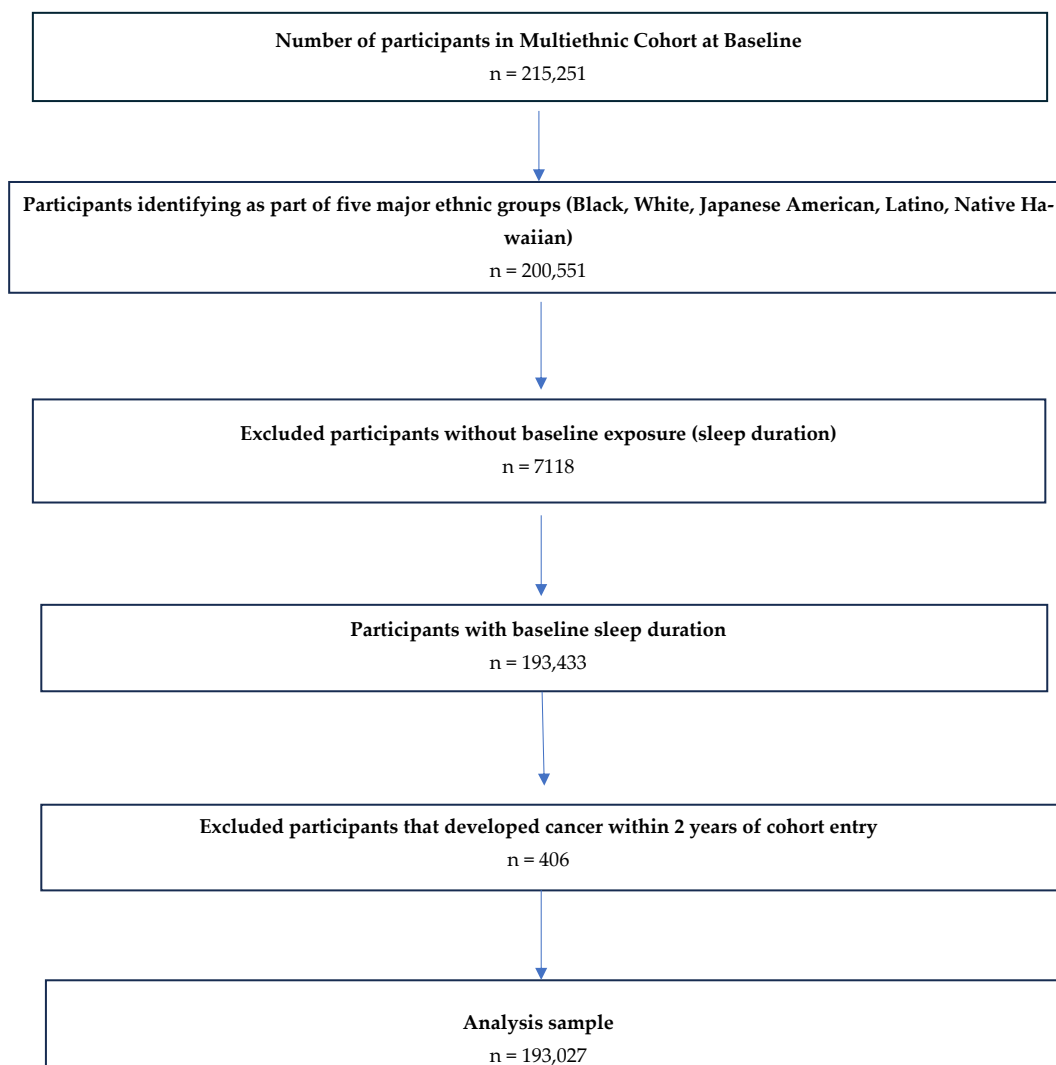 Number of participants in Multiethnic Cohort at Baseline
n = 215,251
Participants identifying as part of five major ethnic groups (Black, White, Japanese American, Latino, Native Ha-
waiian)
n = 200,551
Excluded participants without baseline exposure (sleep duration)
n = 7118
Participants with baseline sleep duration
n = 193,433
Excluded participants that developed cancer within 2 years of cohort entry
n = 406
Analysis sample
n = 193,027